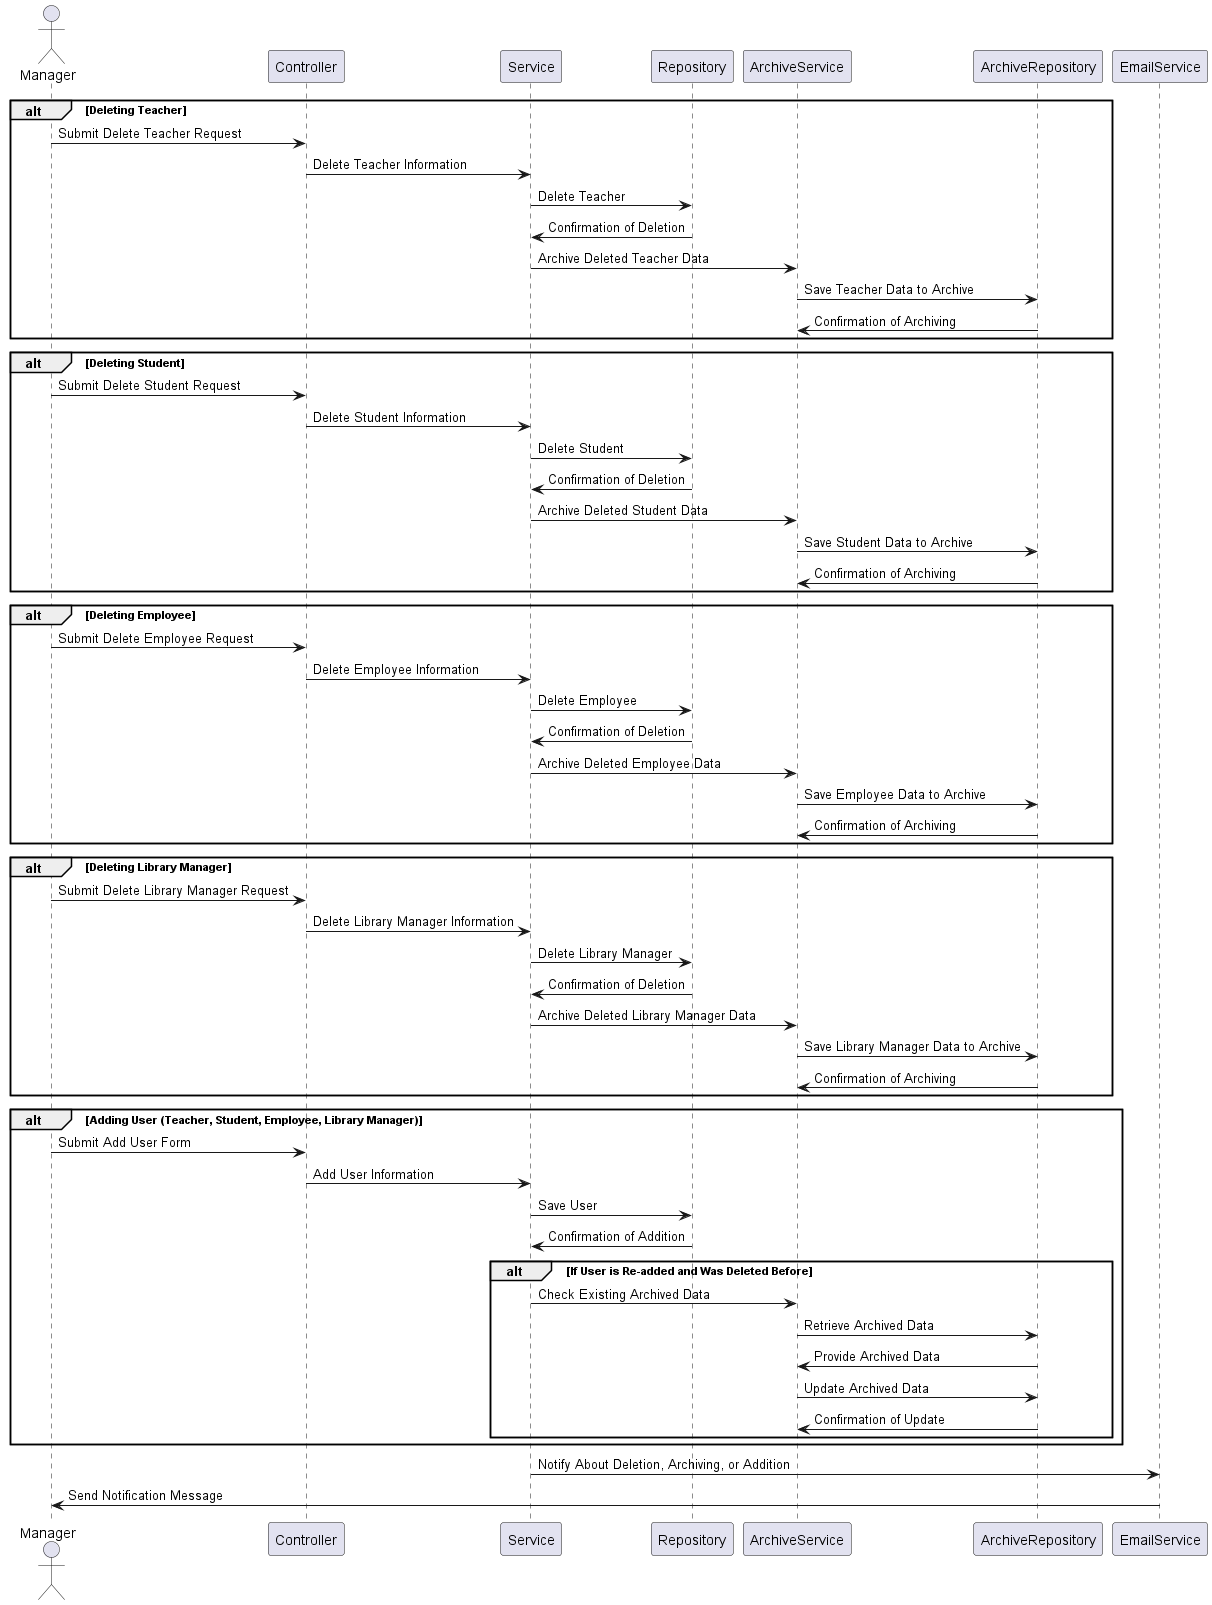 Manager
Controller
Service
Repository
ArchiveService
ArchiveRepository
EmailService
alt [Deleting Teacher]
Submit Delete Teacher Request
Delete Teacher Information
Delete Teacher
Confirmation of Deletion
Archive Deleted Teacher Data
Save Teacher Data to Archive
Confirmation of Archiving
alt [Deleting Student]
Submit Delete Student Request
Delete Student Information
Delete Student
Confirmation of Deletion
Archive Deleted Student Data
Save Student Data to Archive
Confirmation of Archiving
alt [Deleting Employee]
Submit Delete Employee Request
Delete Employee Information
Delete Employee
Confirmation of Deletion
Archive Deleted Employee Data
Save Employee Data to Archive
Confirmation of Archiving
alt [Deleting Library Manager]
Submit Delete Library Manager Request
Delete Library Manager Information
Delete Library Manager
Confirmation of Deletion
Archive Deleted Library Manager Data
Save Library Manager Data to Archive
Confirmation of Archiving
alt [Adding User (Teacher, Student, Employee, Library Manager)]
Submit Add User Form
Add User Information
Save User
Confirmation of Addition
alt [If User is Re-added and Was Deleted Before]
Check Existing Archived Data
Retrieve Archived Data
Provide Archived Data
Update Archived Data
Confirmation of Update
Notify About Deletion, Archiving, or Addition
Send Notification Message
Manager
Controller
Service
Repository
ArchiveService
ArchiveRepository
EmailService